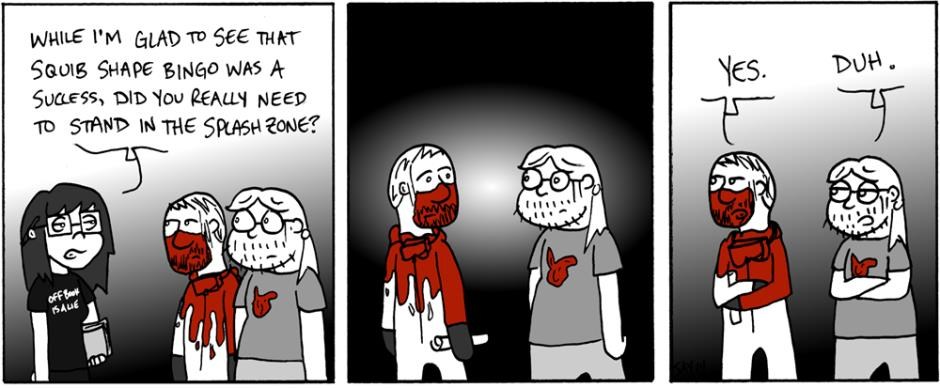 WHILE I'M GLAD TO SEE THAT
SQUIB SHAPE BINGO WAS A
SUCCESS, DID YOU REALLY NEED
TO STAND IN THE SPLASH ZONE?
OFF BOOK
IS A LIE
YES.
DUH.